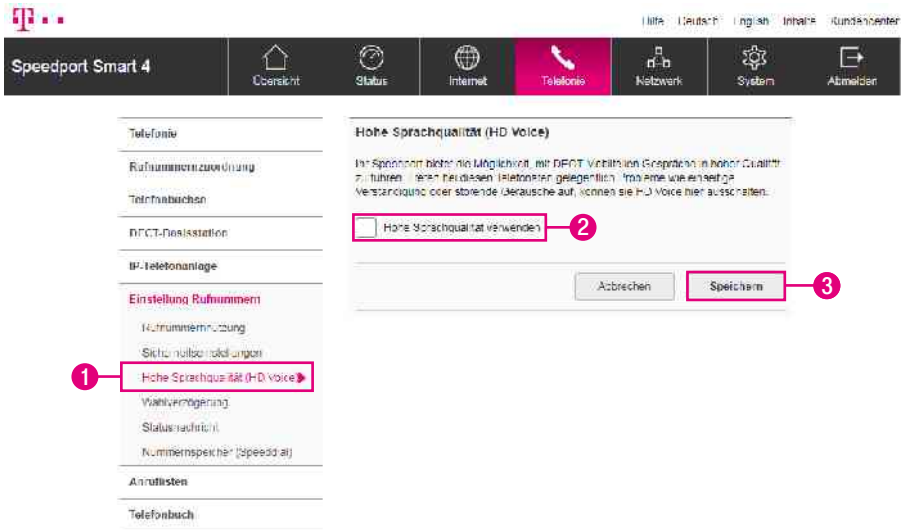 T
Hilfe Deutsch English Inhalte Kundencenter
Speedport Smart 4
Übersicht
Status
Internet
Telefonie
Netzwerk
System
Abmelden
Telefonie
Rufnummernzuordnung
Telefonbuchse
DECT-Basisstation
IP-Telefonanlage
Einstellung Rufnummern
Rufnummernnutzung
Sicherheitseinstellungen
1 Hohe Sprachqualität (HD Voice)
Wahlverzögerung
Statusnachricht
Nummernspeicher (Speeddial)
Anruflisten
Telefonbuch
Hohe Sprachqualität (HD Voice)
Ihr Speedport bietet die Möglichkeit, mit DECT-Mobilteilen Gespräche in hoher Qualität
zu führen. Treten bei diesen Telefonaten gelegentlich Probleme wie einseitige
Verständigung oder störende Geräusche auf, können sie HD Voice hier ausschalten.
Hohe Sprachqualität verwenden 2
Abbrechen Speichern 3